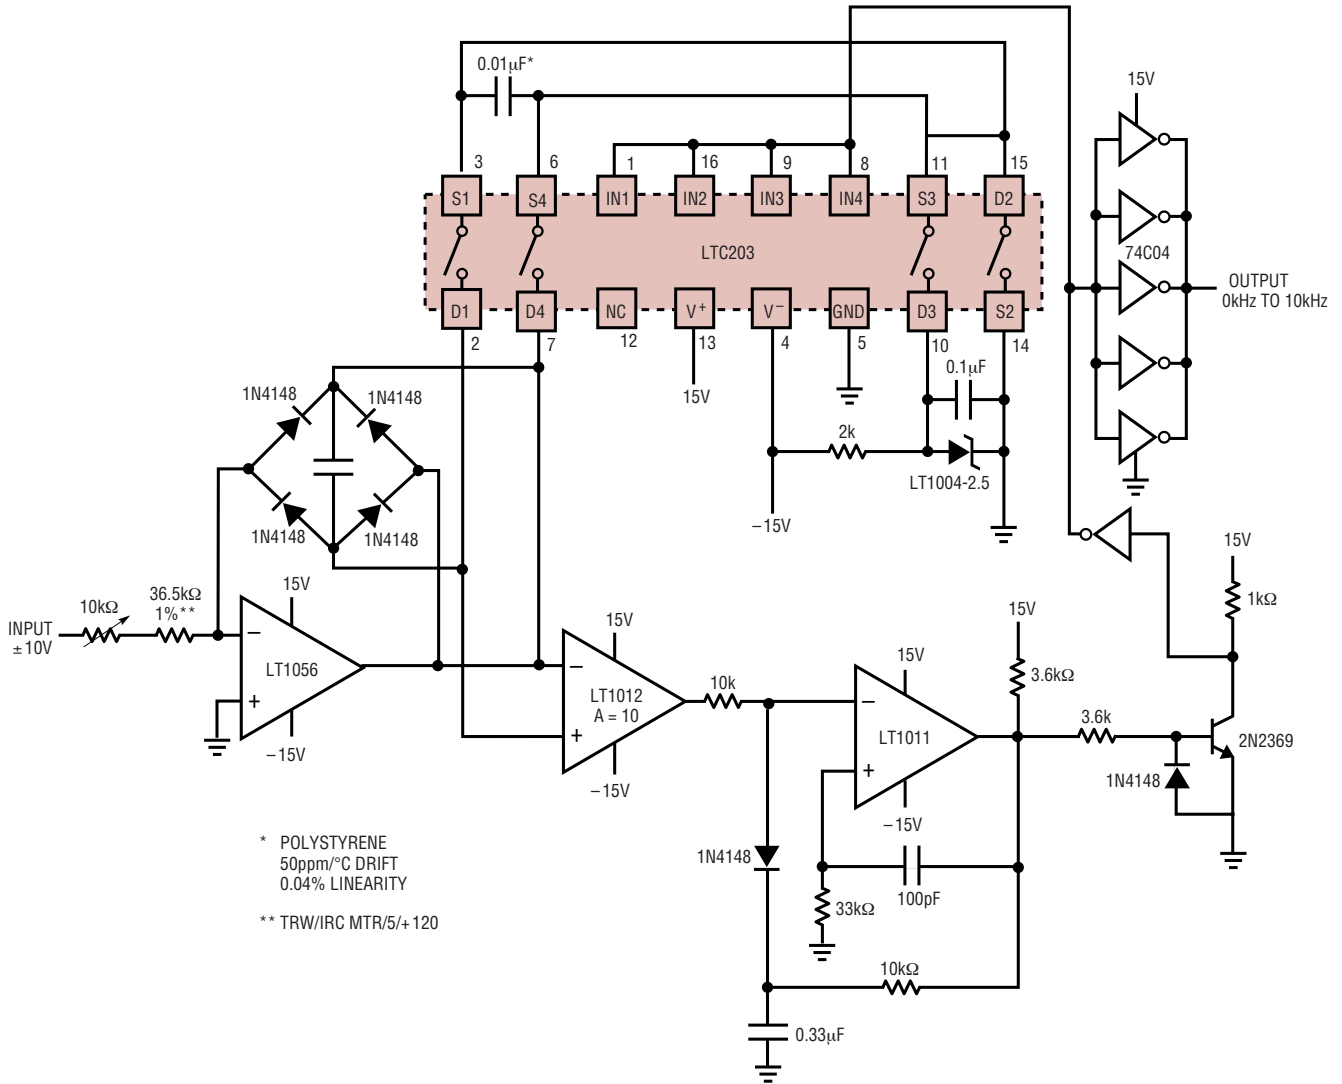 0.01µF*
15V
3
6
1
16
9
8
11
15
S1
S4
IN1
IN2
IN3
IN4
S3
D2
LTC203
74C04
OUTPUT
0kHz TO 10kHz
D1
D4
NC
V+
V−
GND
D3
S2
2
7
12
13
4
5
10
14
15V
0.1µF
2k
LT1004-2.5
−15V
1N4148
1N4148
1N4148
1N4148
15V
1kΩ
INPUT
±10V
10kΩ
36.5kΩ
1%**
15V
−
LT1056
+
−15V
15V
−
LT1012
A = 10
+
−15V
10k
15V
−
LT1011
+
−15V
15V
3.6kΩ
3.6k
2N2369
1N4148
1N4148
100pF
33kΩ
10kΩ
0.33µF
* POLYSTYRENE
50ppm/°C DRIFT
0.04% LINEARITY
** TRW/IRC MTR/5/+120